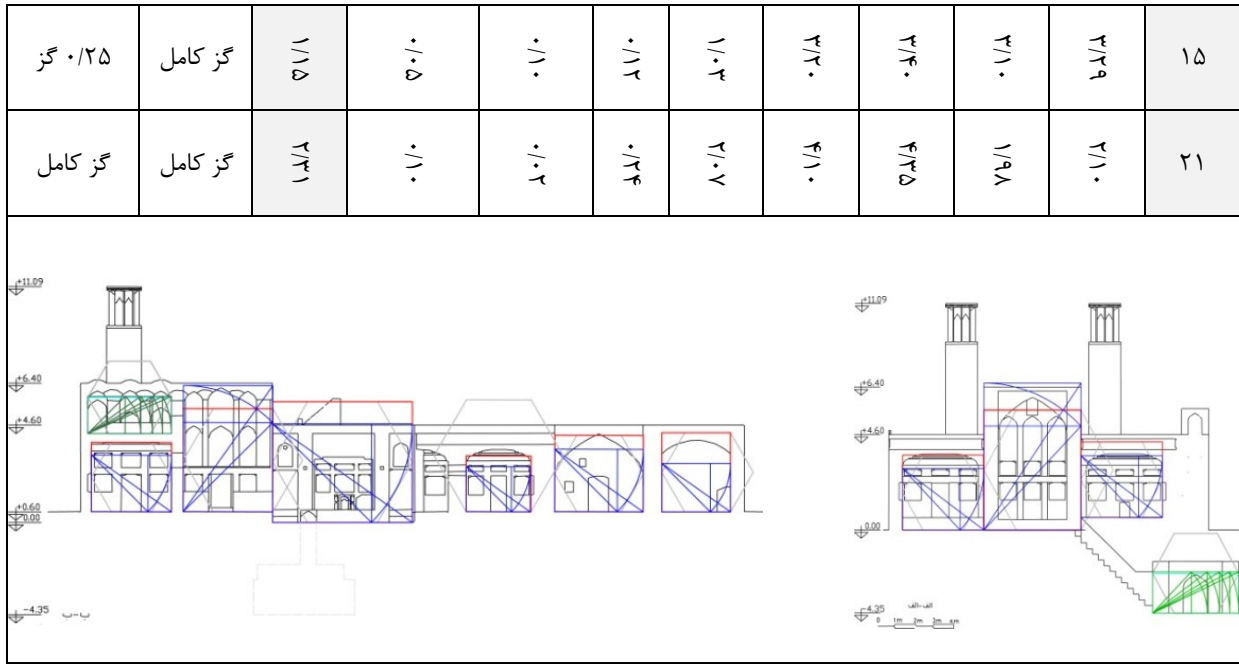 ۱۵ ۳/۲۹ ۳/۱۰ ۳/۴۰ ۳/۲۰ ۱/۰۳ ۰/۱۲ ۰/۱۰ ۰/۰۵ ۱/۱۵ گز کامل ۰/۲۵ گز
۲۱ ۲/۱۰ ۱/۹۸ ۴/۳۵ ۴/۱۰ ۲/۰۷ ۰/۲۴ ۰/۰۲ ۰/۱۰ ۲/۳۱ گز کامل گز کامل
+11.09
+6.40
+4.60
0.00
-4.35
الف-الف
0 1m 2m 3m
+11.09
+6.40
+4.60
+0.60
0.00
-4.35
ب-ب